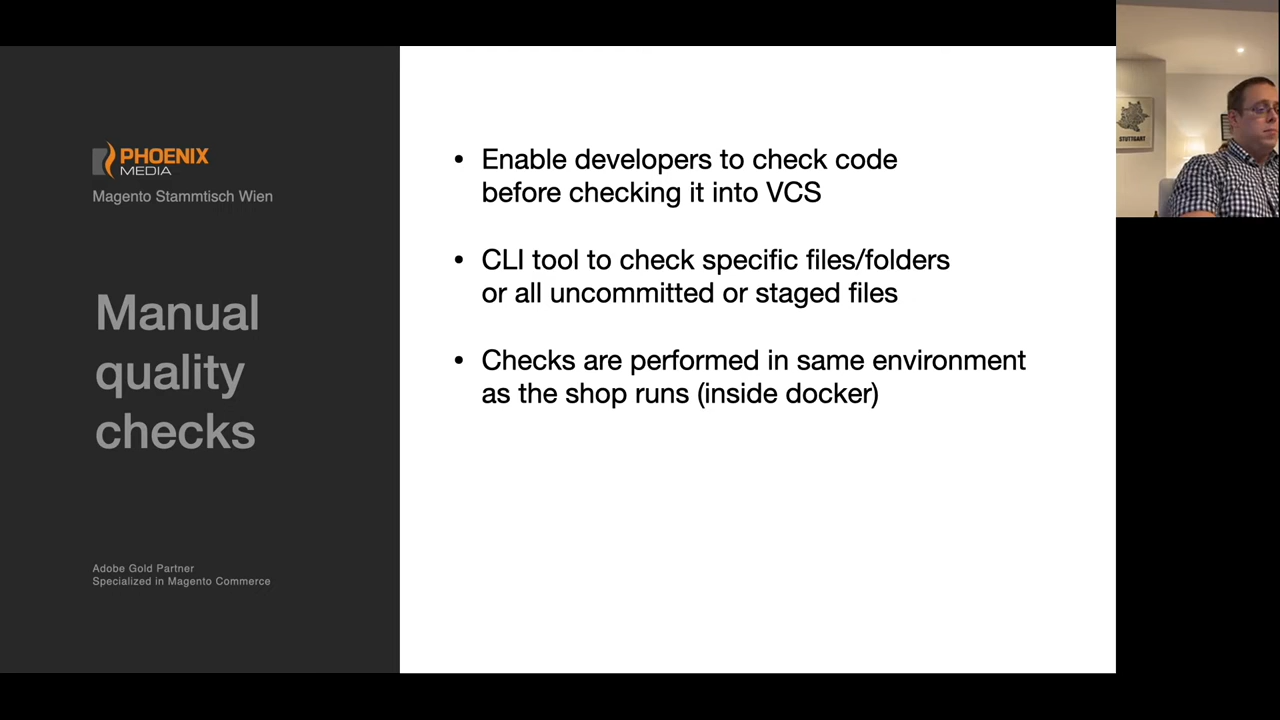 PHOENIX
MEDIA
Magento Stammtisch Wien
Manual
quality
checks
Adobe Gold Partner
Specialized in Magento Commerce
• Enable developers to check code
before checking it into VCS
• CLI tool to check specific files/folders
or all uncommitted or staged files
• Checks are performed in same environment
as the shop runs (inside docker)
STUTTGART